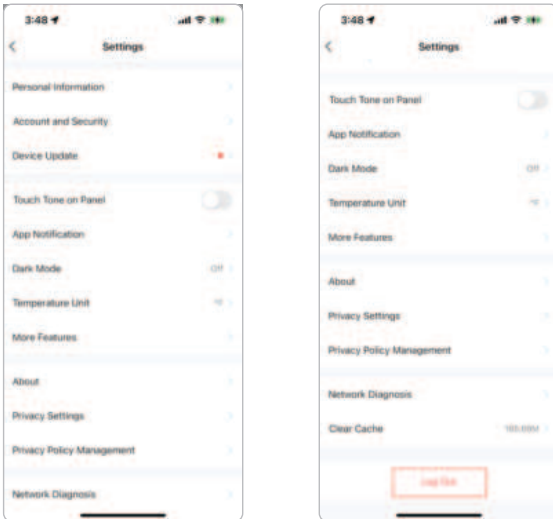 3:48
Settings
Personal Information
Account and Security
Device Update
Touch Tone on Panel
App Notification
Dark Mode Off
Temperature Unit
More Features
About
Privacy Settings
Privacy Policy Management
Network Diagnosis
3:48
Settings
Touch Tone on Panel
App Notification
Dark Mode Off
Temperature Unit
More Features
About
Privacy Settings
Privacy Policy Management
Network Diagnosis
Clear Cache
Log Out